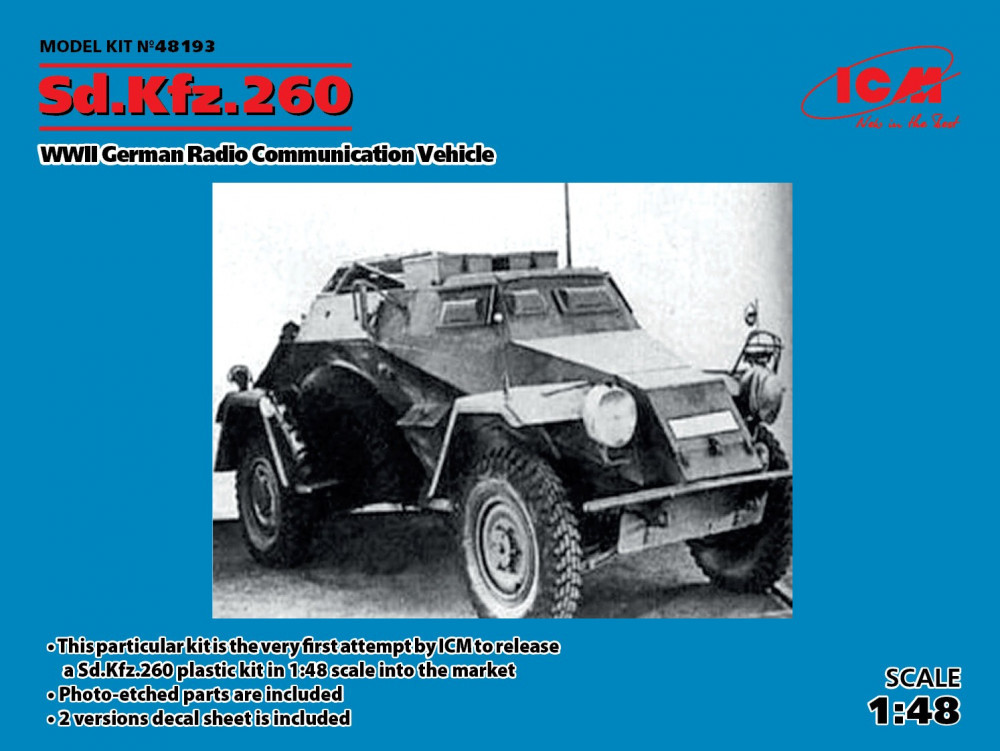 MODEL KIT №48193
Sd.Kfz.260
ICM
WWII German Radio Communication Vehicle
• This particular kit is the very first attempt by ICM to release
a Sd.Kfz.260 plastic kit in 1:48 scale into the market
• Photo-etched parts are included
• 2 versions decal sheet is included
SCALE
1:48